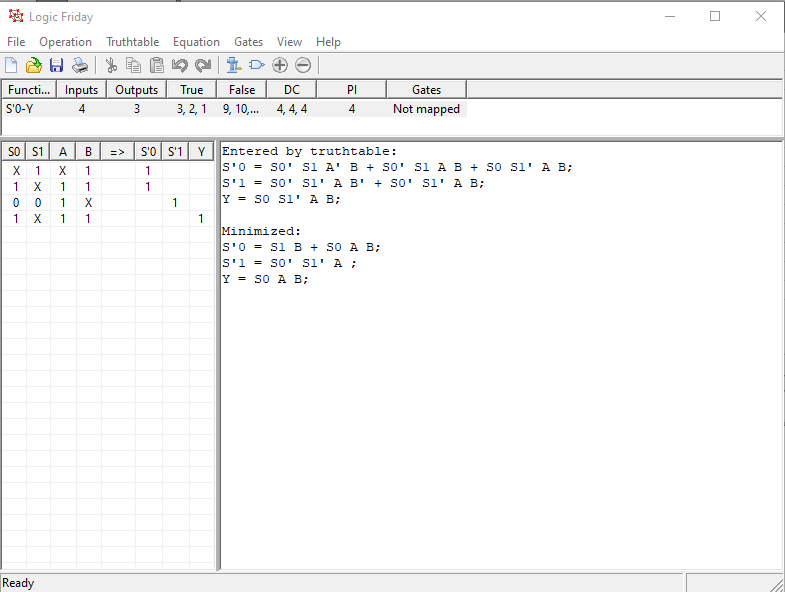 Logic Friday
File Operation Truthtable Equation Gates View Help
Functi... Inputs Outputs True False DC PI Gates
S'0-Y 4 3 3, 2, 1 9, 10,... 4, 4, 4 4 Not mapped
S0 S1 A B => S'0 S'1 Y
X 1 X 1 1
1 X 1 1 1
0 0 1 X 1
1 X 1 1 1
Entered by truthtable:
S'0 = S0' S1 A' B + S0' S1 A B + S0 S1' A B;
S'1 = S0' S1' A B' + S0' S1' A B;
Y = S0 S1' A B;
Minimized:
S'0 = S1 B + S0 A B;
S'1 = S0' S1' A ;
Y = S0 A B;
Ready